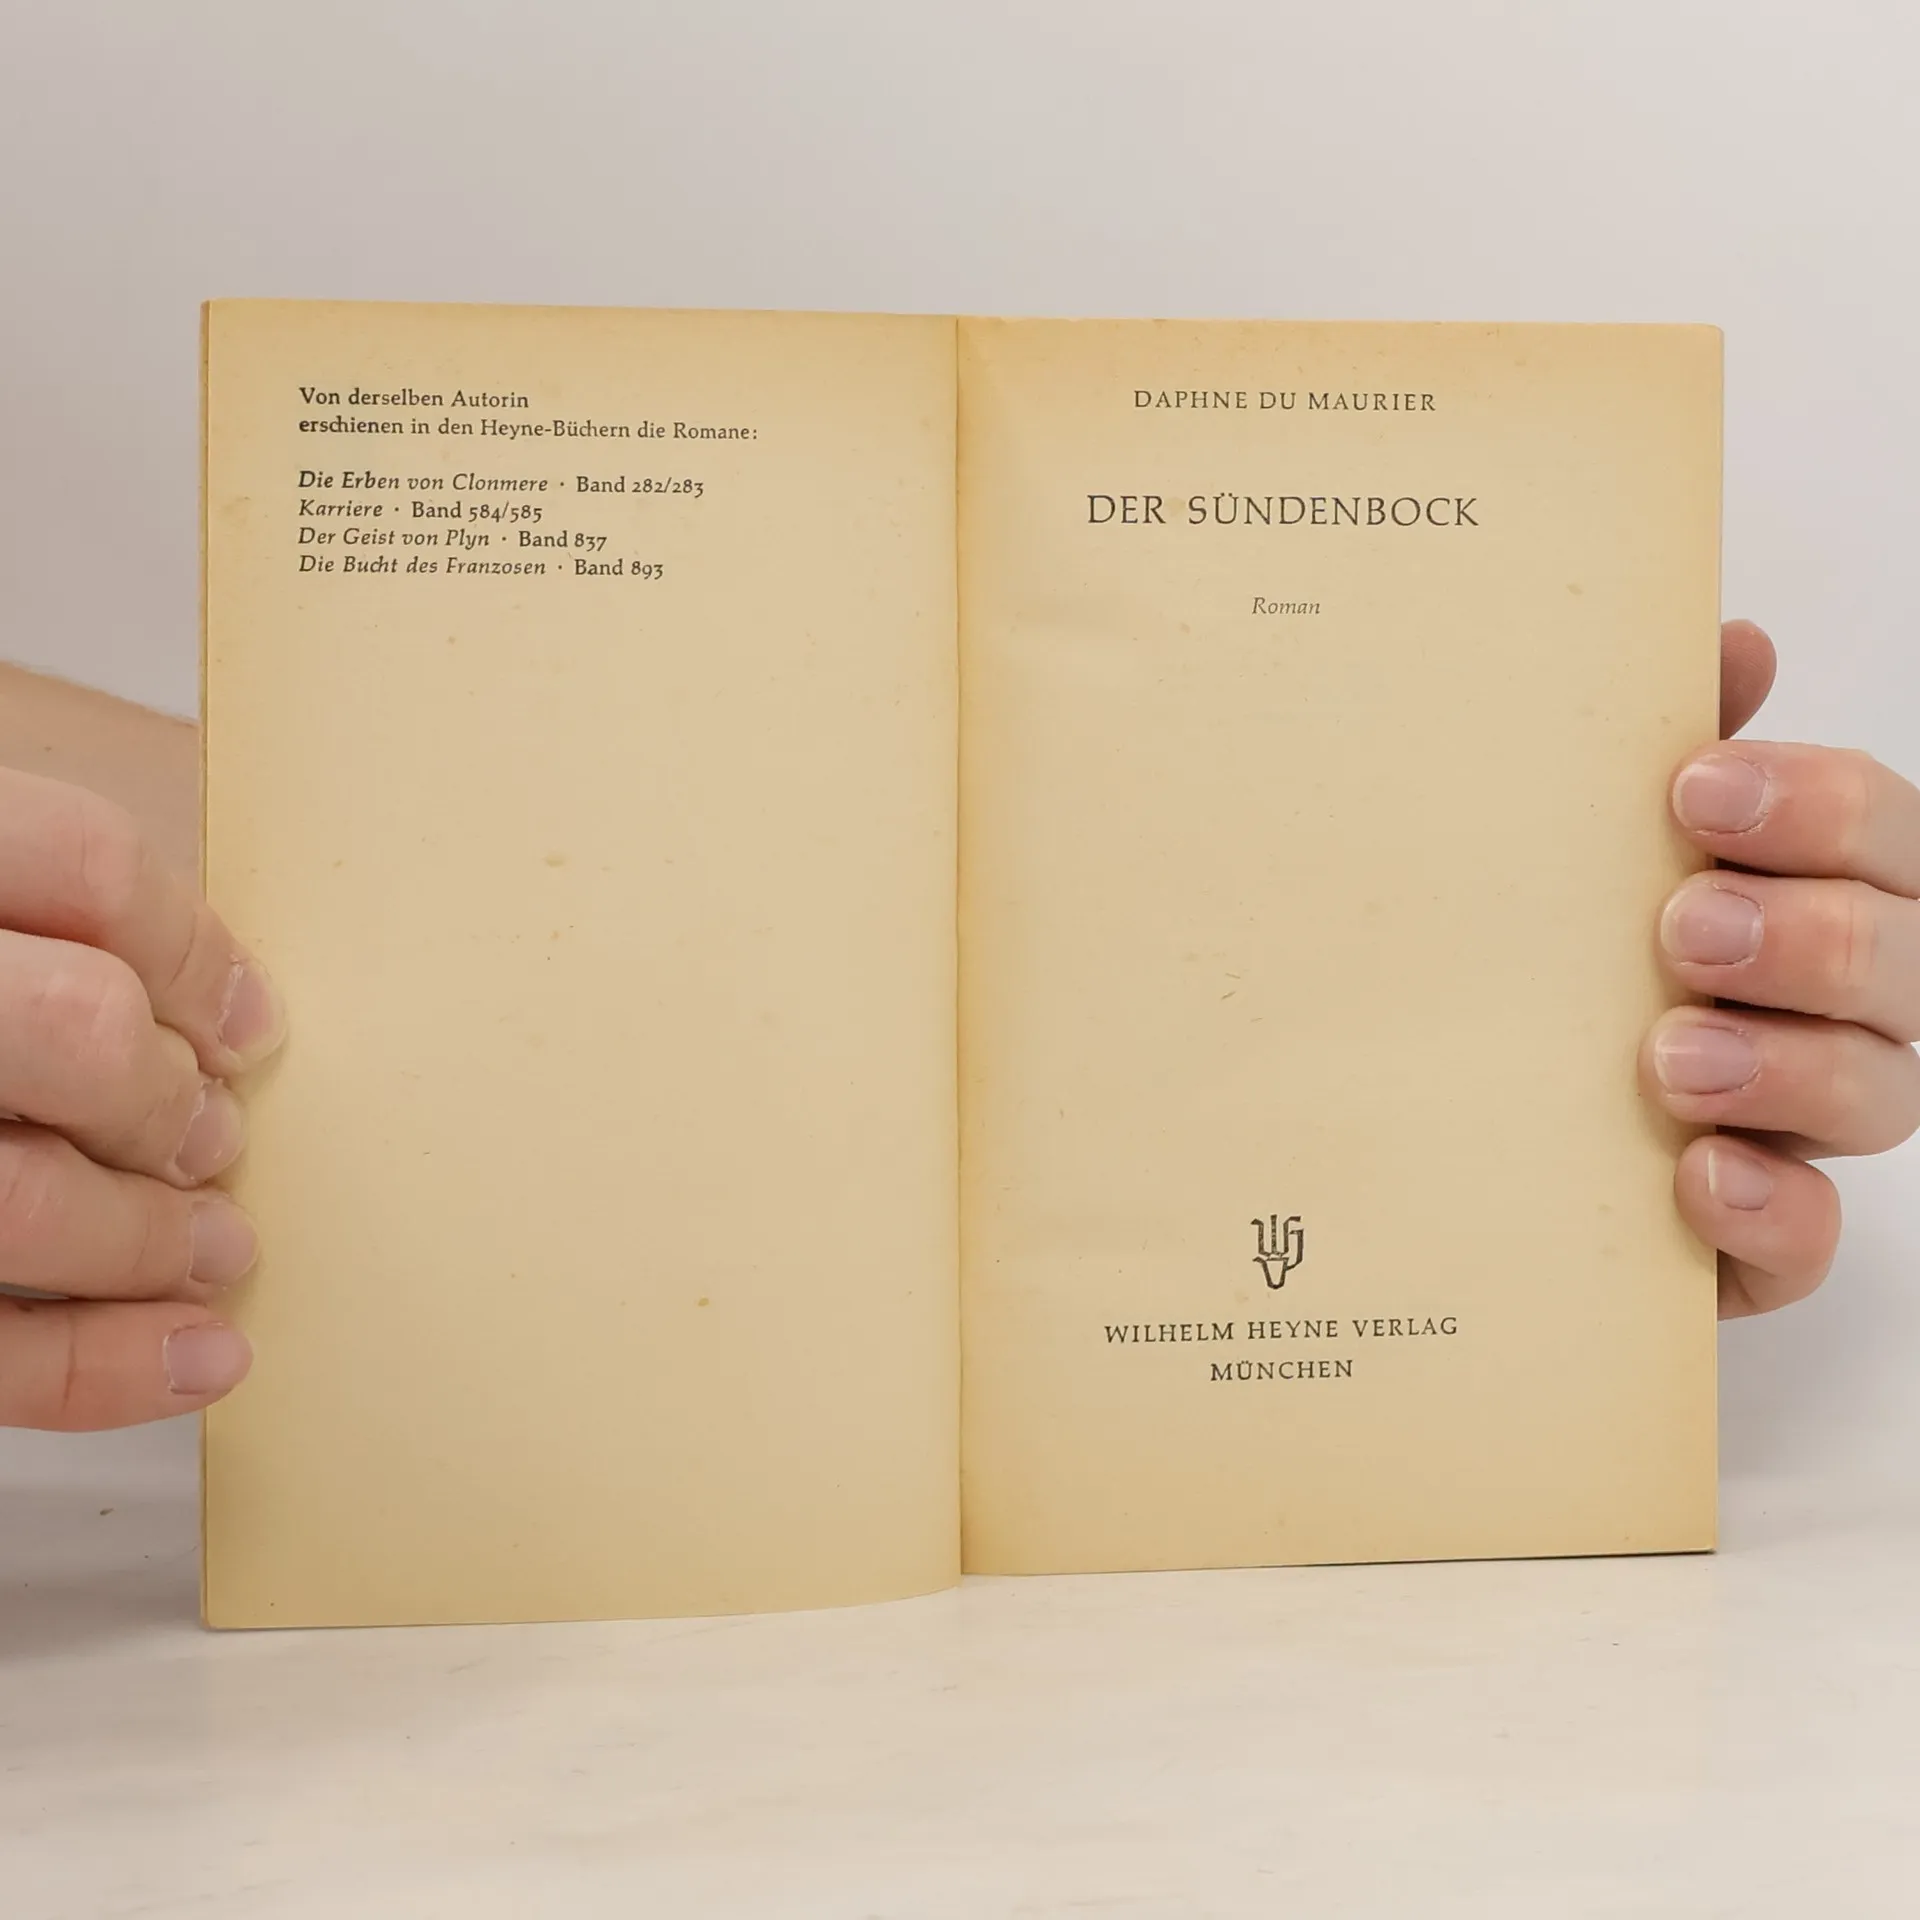 Von derselben Autorin
erschienen in den Heyne-Büchern die Romane:
Die Erben von Clonmere · Band 282/283
Karriere · Band 584/585
Der Geist von Plyn · Band 837
Die Bucht des Franzosen · Band 893
DAPHNE DU MAURIER
DER SÜNDENBOCK
Roman
WILHELM HEYNE VERLAG
MÜNCHEN